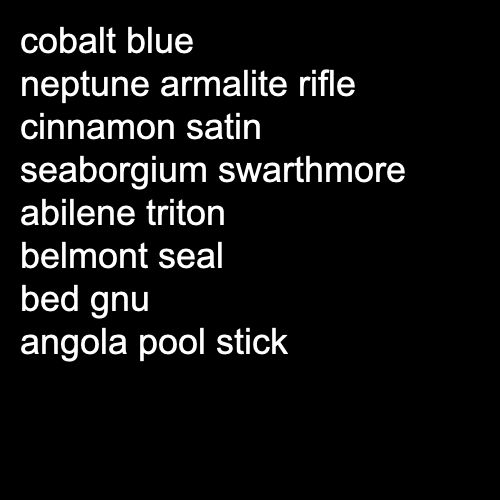 cobalt blue
neptune armalite rifle
cinnamon satin
seaborgium swarthmore
abilene triton
belmont seal
bed gnu
angola pool stick